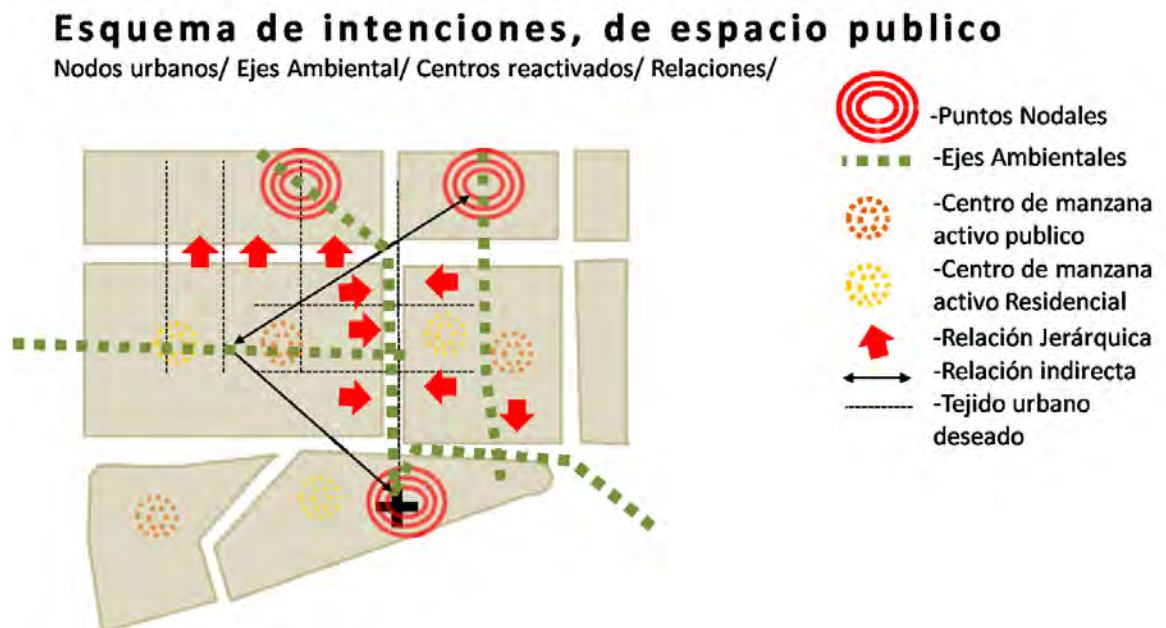 Esquema de intenciones, de espacio publico
Nodos urbanos/ Ejes Ambiental/ Centros reactivados/ Relaciones/
-Puntos Nodales
-Ejes Ambientales
-Centro de manzana
activo publico
-Centro de manzana
activo Residencial
-Relación Jerárquica
-Relación indirecta
-Tejido urbano
deseado